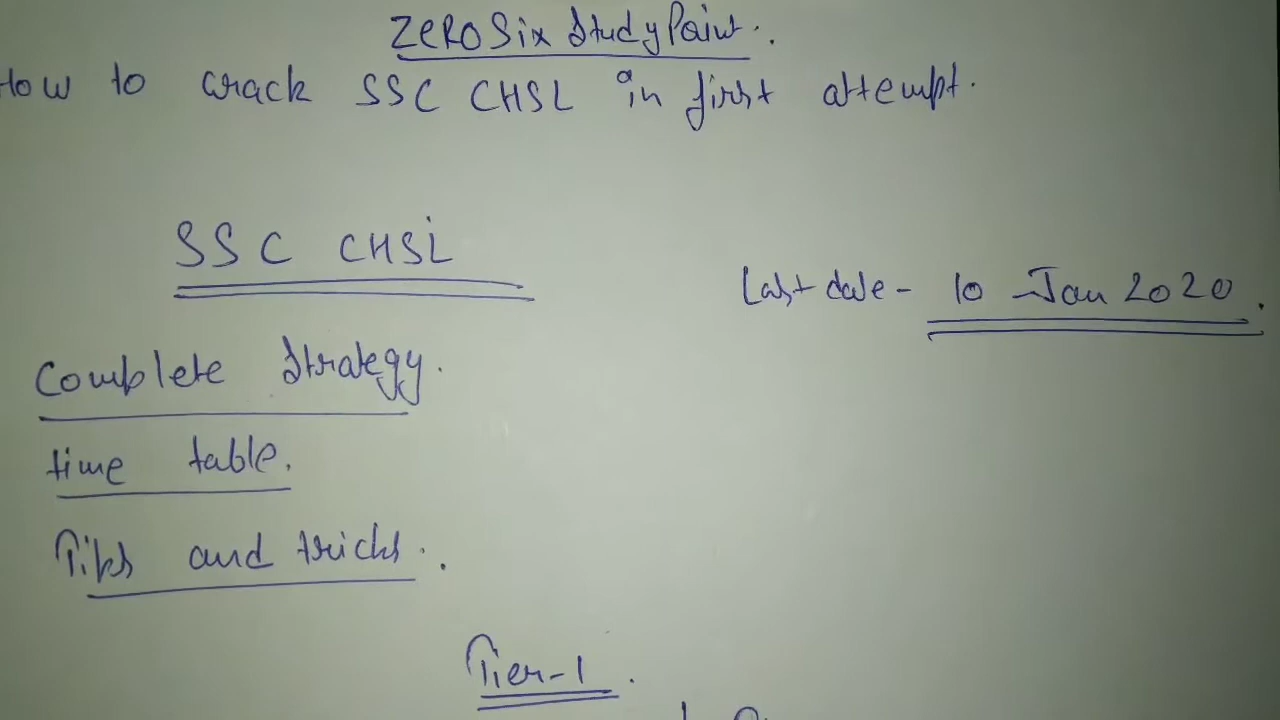 ZeroSix Study Point.
How to crack SSC CHSL in first attempt.
SSC CHSL
Last date - 10 Jan 2020.
Complete Strategy.
time table.
Tips and tricks.
Tier-1.